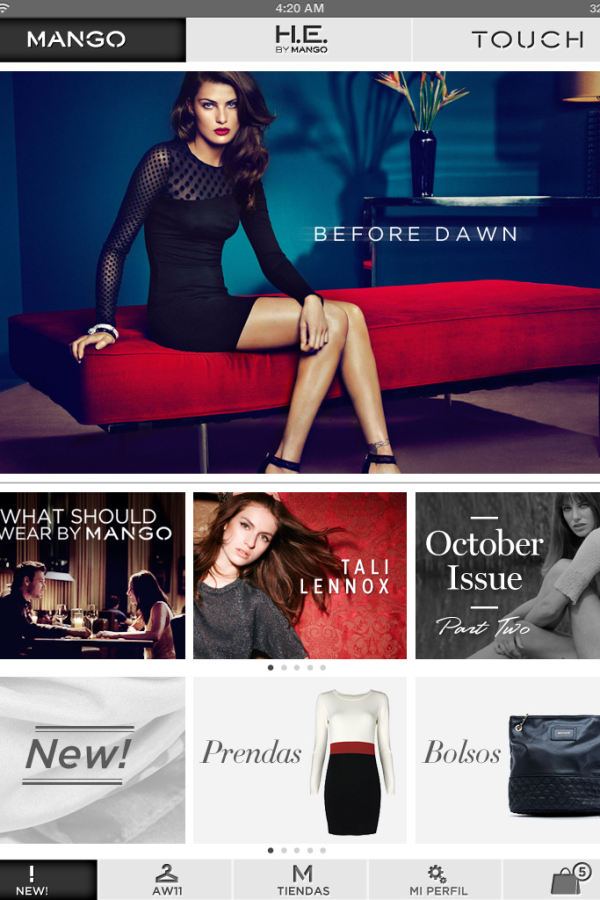 4:20 AM
32
MANGO
H.E.
BY MANGO
TOUCH
BEFORE DAWN
WHAT SHOULD
WEAR BY MANGO
TALI
LENNOX
October
Issue
Part Two
New!
Prendas
Bolsos
!
NEW!
AW11
M
TIENDAS
MI PERFIL
5